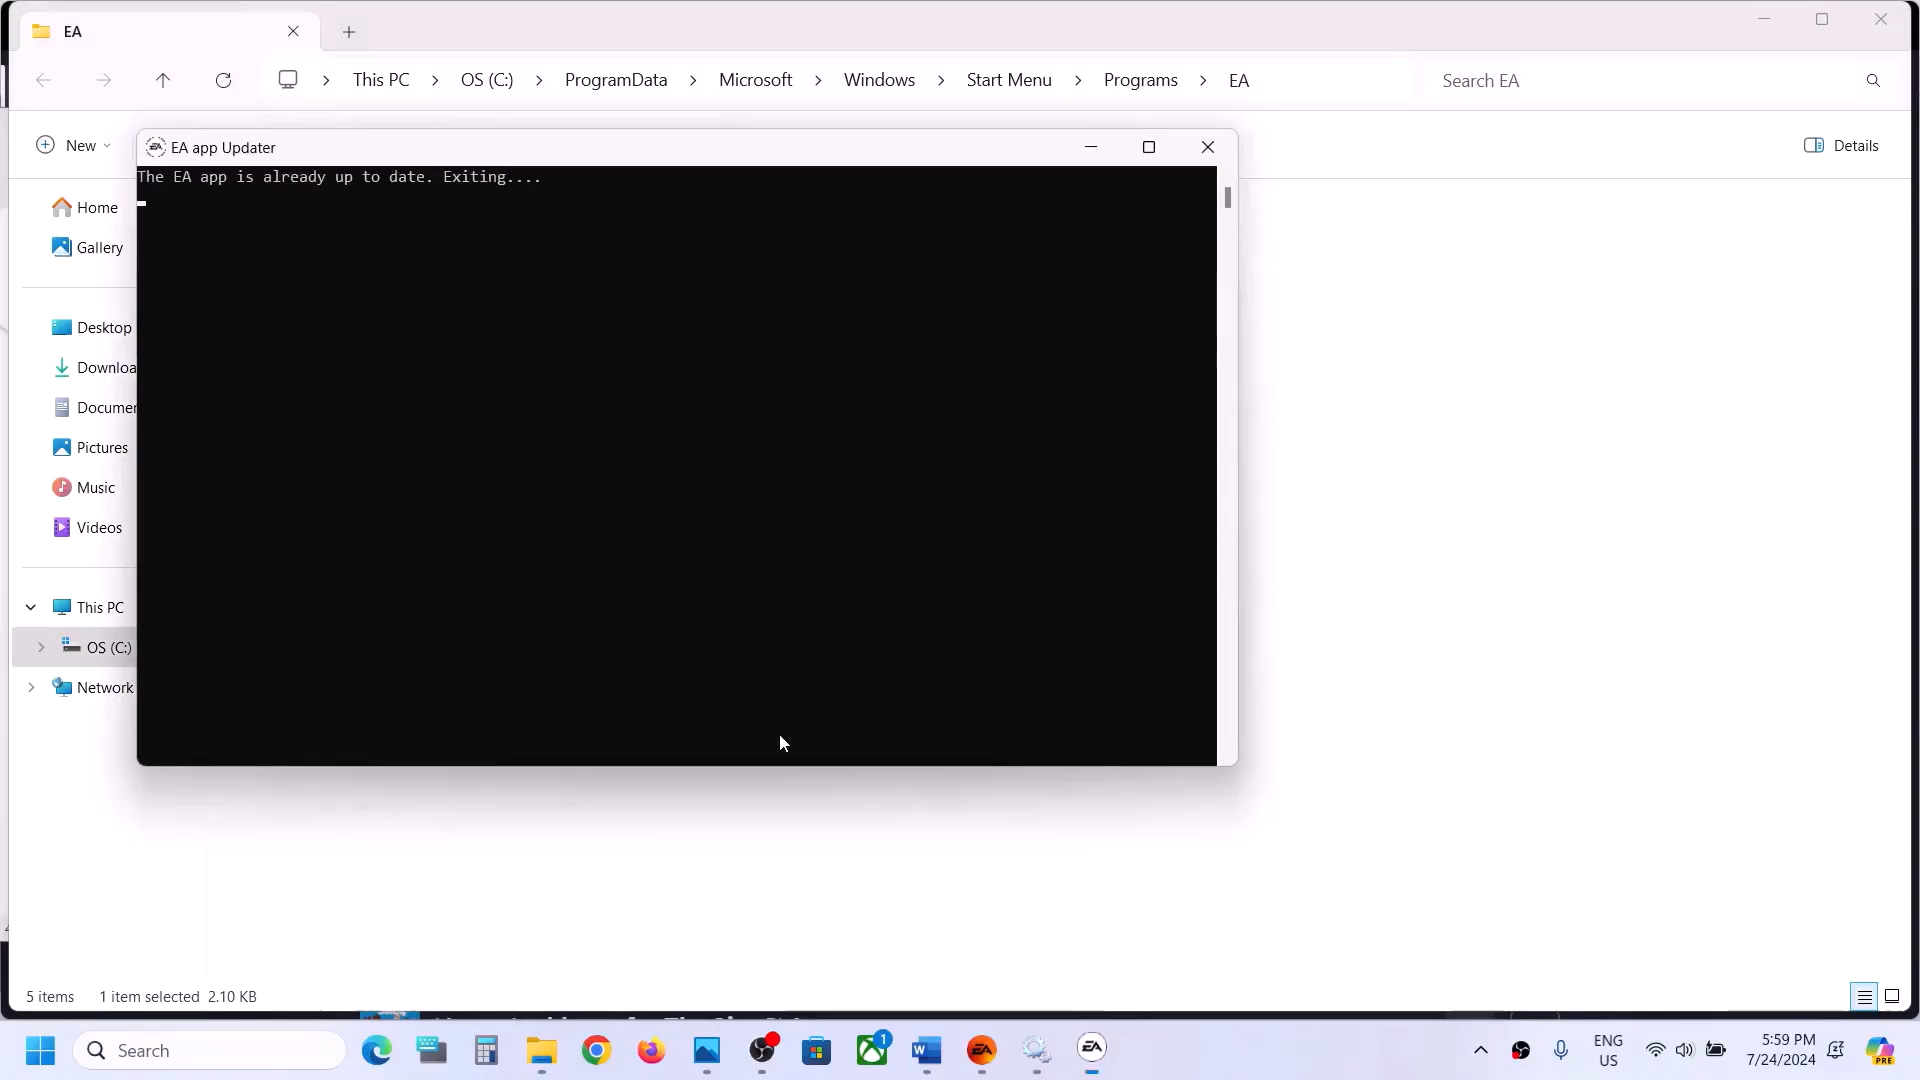 EA
This PC
OS (C:)
ProgramData
Microsoft
Windows
Start Menu
Programs
EA
Search EA
New
Details
EA app Updater
The EA app is already up to date. Exiting....
Home
Gallery
Desktop
Downloa
Documer
Pictures
Music
Videos
This PC
OS (C:)
Network
5 items 1 item selected 2.10 KB
Search
1
ENG
US
5:59 PM
7/24/2024
PRE